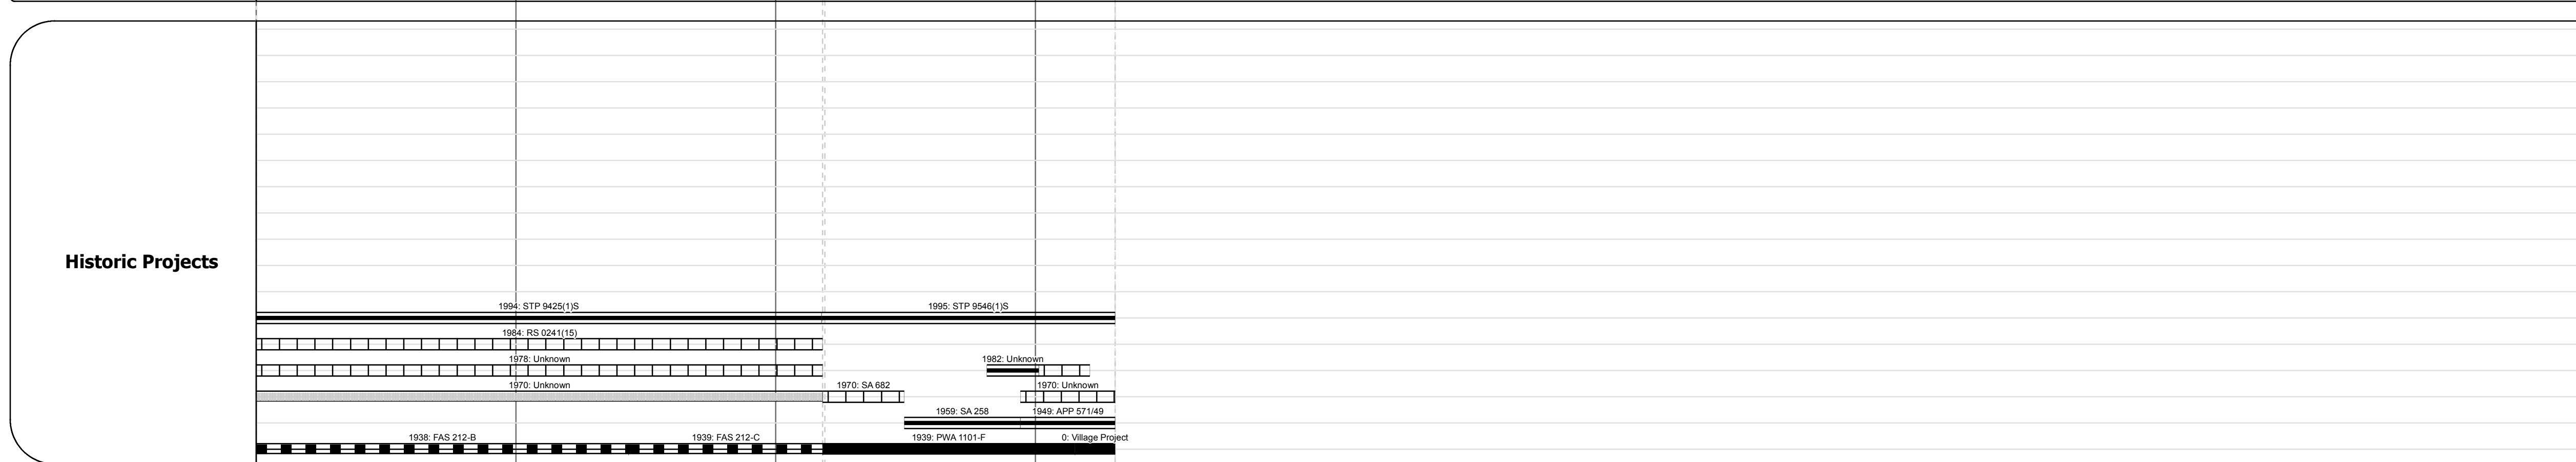 Historic Projects
1994: STP 9425(1)S 1995: STP 9546(1)S
1984: RS 0241(15)
1978: Unknown 1982: Unknown
1970: Unknown 1970: SA 682 1970: Unknown
1959: SA 258 1949: APP 571/49
1938: FAS 212-B 1939: FAS 212-C 1939: PWA 1101-F 0: Village Project